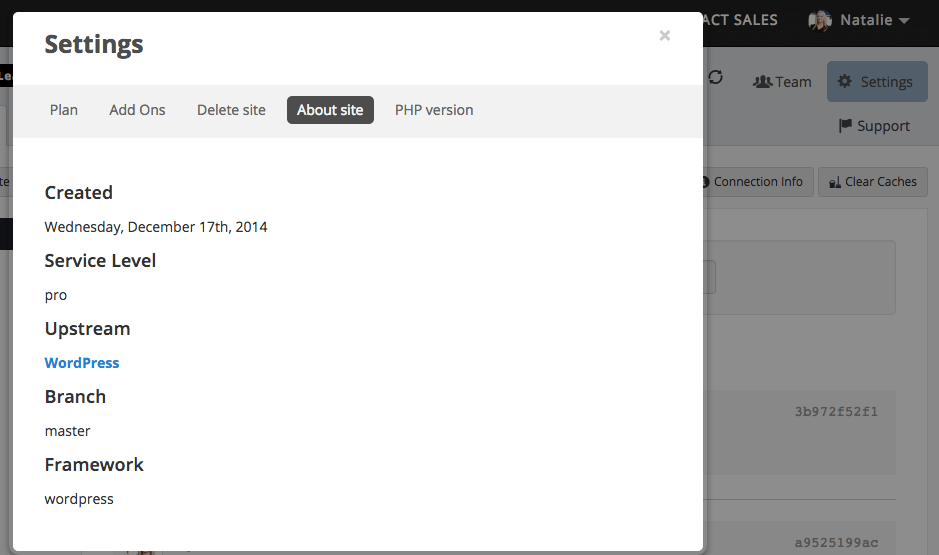 ACT SALES
Natalie
Settings
×
Team
Settings
Plan
Add Ons
Delete site
About site
PHP version
Support
Connection Info
Clear Caches
Created
Wednesday, December 17th, 2014
Service Level
pro
Upstream
WordPress
Branch
master
3b972f52f1
Framework
wordpress
a9525199ac